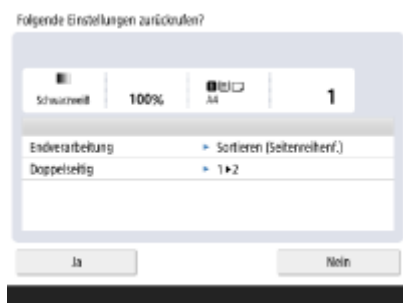 Folgende Einstellungen zurückrufen?
Schwarzweiß
100%
A4
1
Endverarbeitung ▸ Sortieren (Seitenreihenf.)
Doppelseitig ▸ 1▸2
Ja
Nein